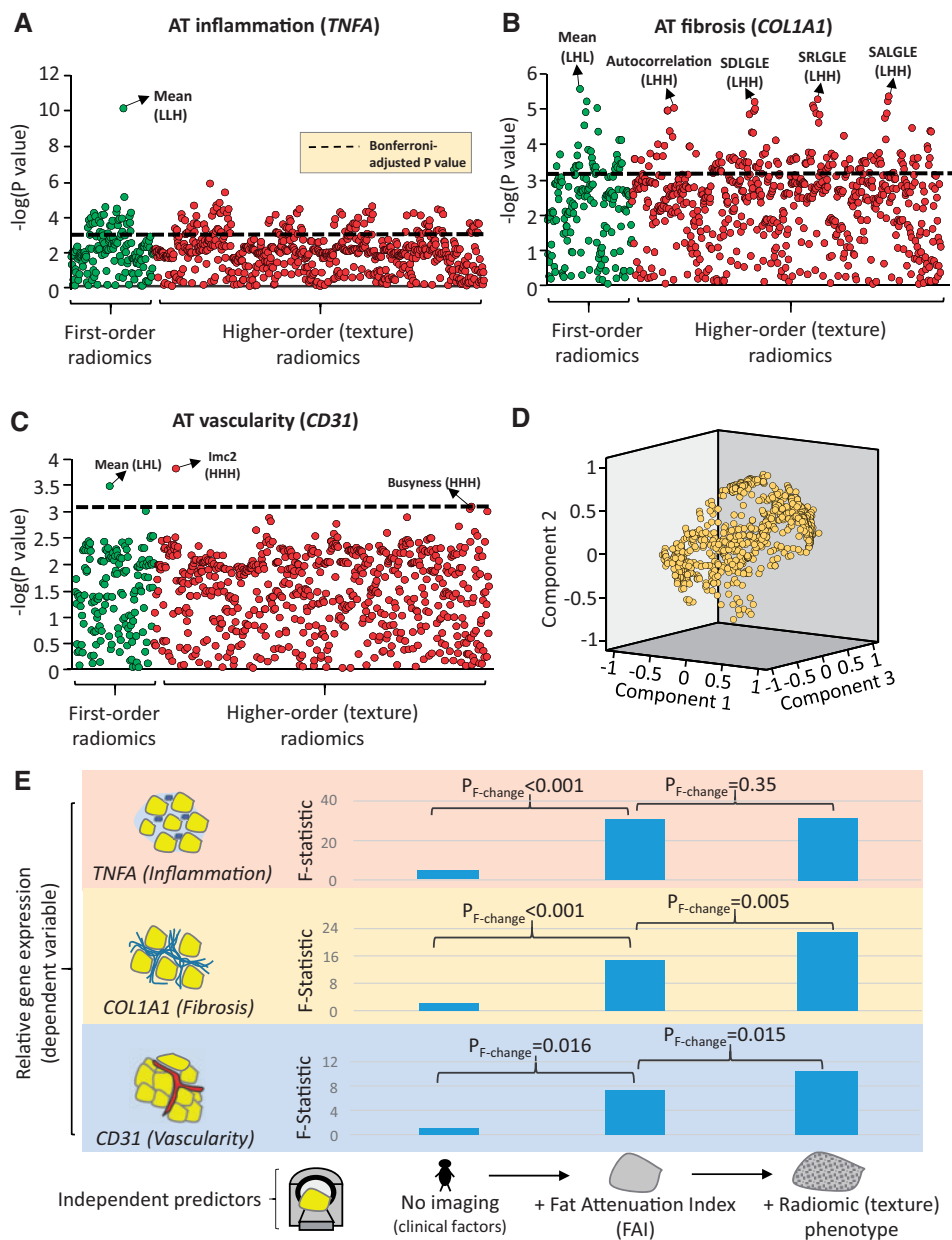 A
AT inflammation (TNFA)
12
10
8
6
4
2
0
-log(P value)
Mean
(LLH)
Bonferroni-
adjusted P value
First-order
radiomics
Higher-order (texture)
radiomics
B
AT fibrosis (COL1A1)
6
5
4
3
2
1
0
-log(P value)
Mean
(LHL)
Autocorrelation
(LHH)
SDLGLE
(LHH)
SRLGLE
(LHH)
SALGLE
(LHH)
First-order
radiomics
Higher-order (texture)
radiomics
C
AT vascularity (CD31)
4
3.5
3
2.5
2
1.5
1
0.5
0
-log(P value)
Mean (LHL)
Imc2
(HHH)
Busyness (HHH)
First-order
radiomics
Higher-order (texture)
radiomics
D
1
0.5
0
-0.5
-1
Component 2
-1 -0.5 0 0.5 1
Component 1
-1 -0.5 0 0.5 1
Component 3
E
Relative gene expression
(dependent variable)
TNFA (Inflammation)
F-statistic
40
20
0
PF-change<0.001
PF-change=0.35
COL1A1 (Fibrosis)
F-Statistic
24
16
8
0
PF-change<0.001
PF-change=0.005
CD31 (Vascularity)
F-Statistic
12
8
4
0
PF-change=0.016
PF-change=0.015
Independent predictors
No imaging
(clinical factors)
+ Fat Attenuation Index
(FAI)
+ Radiomic (texture)
phenotype